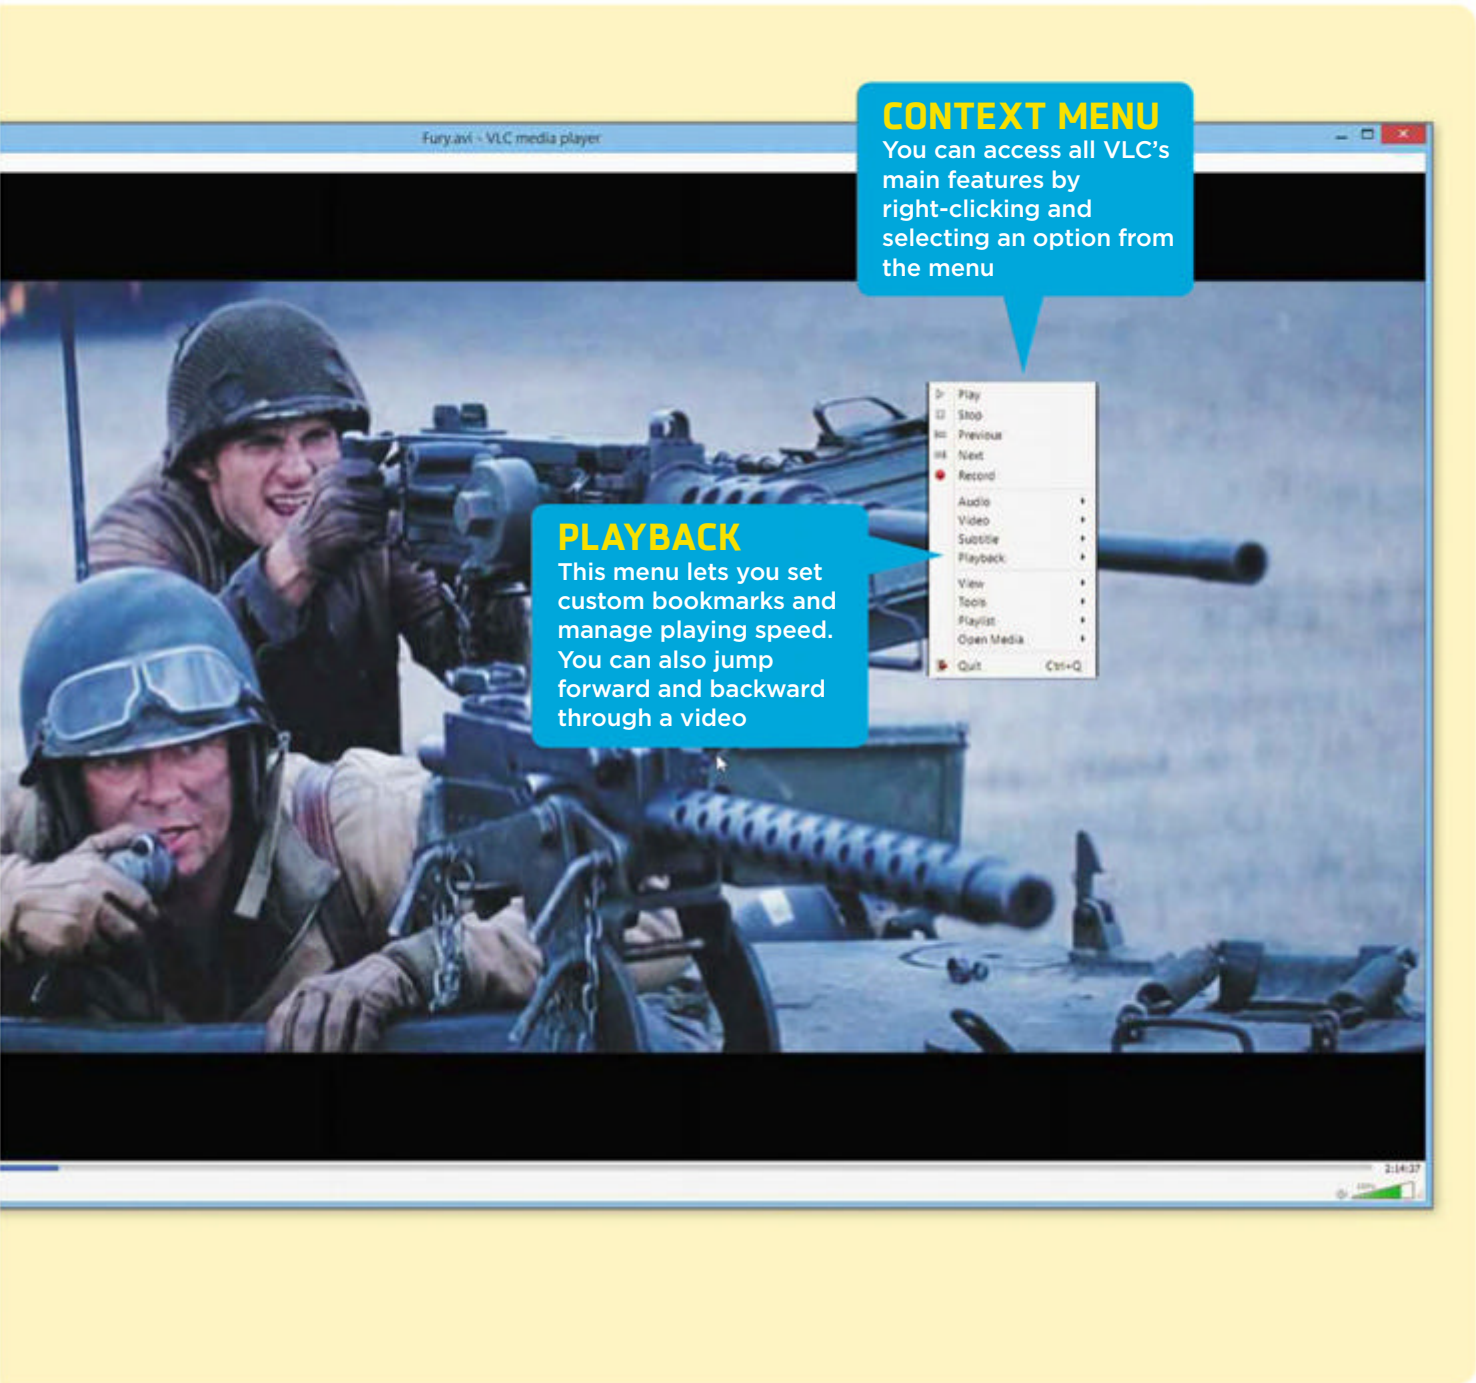 Fury.avi - VLC media player
CONTEXT MENU
You can access all VLC's
main features by
right-clicking and
selecting an option from
the menu
Play
Stop
Previous
Next
Record
Audio
Video
Subtitle
Playback
View
Tools
Playlist
Open Media
Quit Ctrl+Q
PLAYBACK
This menu lets you set
custom bookmarks and
manage playing speed.
You can also jump
forward and backward
through a video
2:14:37